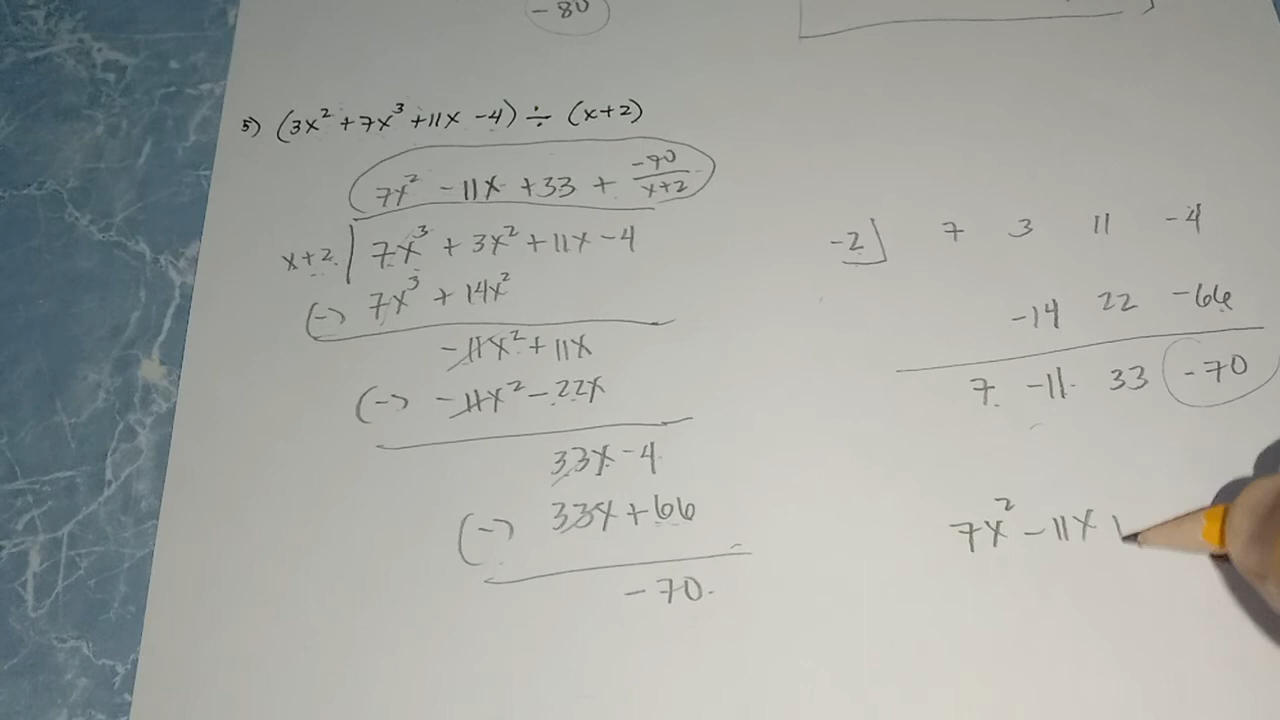 -80
5) (3x² + 7x³ + 11x - 4) ÷ (x+2)
7x² - 11x + 33 + -70/x+2
x+2 | 7x³ + 3x² + 11x - 4
(-) 7x³ + 14x²
-11x² + 11x
(-) -11x² - 22x
33x - 4
(-) 33x + 66
-70
-2 | 7 3 11 -4
-14 22 -66
7 -11 33 -70
7x² - 11x